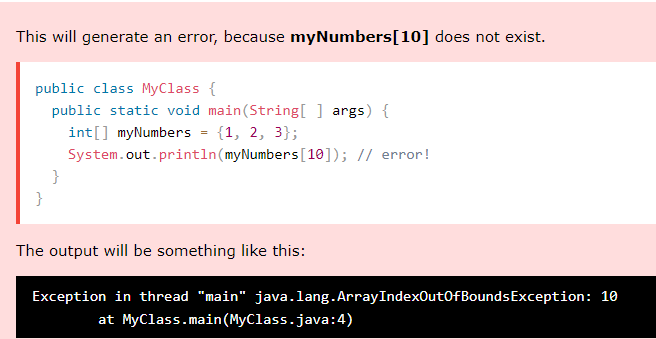 This will generate an error, because myNumbers[10] does not exist.
public class MyClass {
  public static void main(String[ ] args) {
    int[] myNumbers = {1, 2, 3};
    System.out.println(myNumbers[10]); // error!
  }
}
The output will be something like this:
Exception in thread "main" java.lang.ArrayIndexOutOfBoundsException: 10
        at MyClass.main(MyClass.java:4)